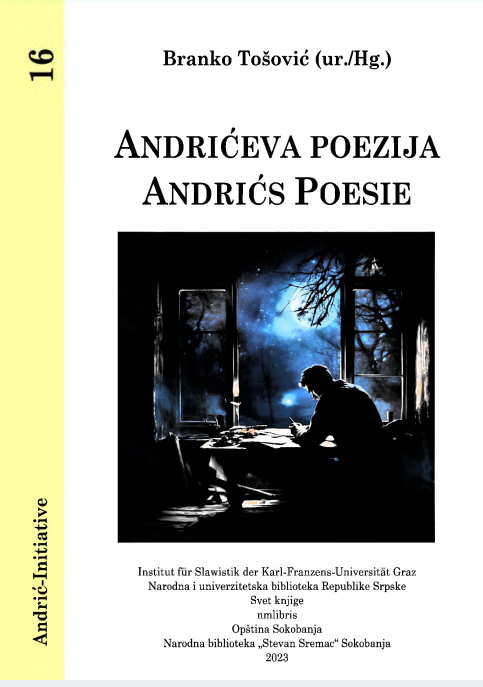 16
Branko Tošović (ur./Hg.)
ANDRIĆEVA POEZIJA
ANDRIĆS POESIE
Andrić-Initiative
Institut für Slawistik der Karl-Franzens-Universität Graz
Narodna i univerzitetska biblioteka Republike Srpske
Svet knjige
nmlibris
Opština Sokobanja
Narodna biblioteka „Stevan Sremac“ Sokobanja
2023